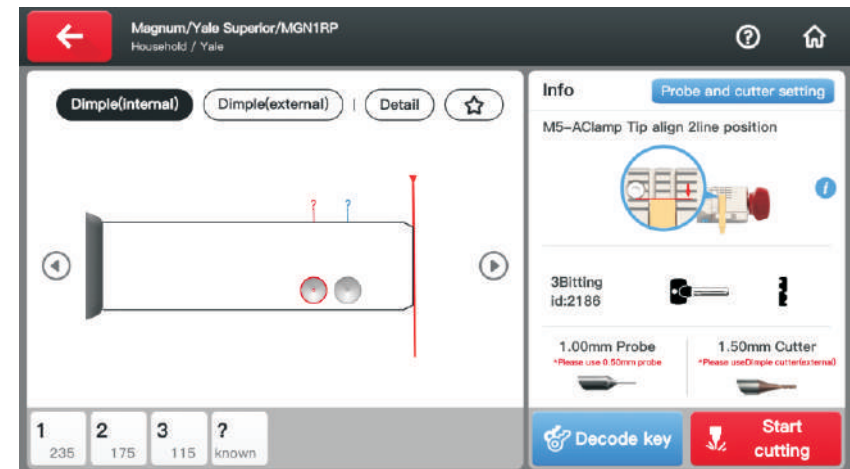 Magnum/Yale Superior/MGN1RP
Household / Yale
Dimple(internal)
Dimple(external)
Detail
? ?
1
235
2
175
3
115
?
known
Info
Probe and cutter setting
M5-AClamp Tip align 2line position
3Bitting
id:2186
1.00mm Probe
*Please use 0.50mm probe
1.50mm Cutter
*Please useDimple cutter(external)
Decode key
Start
cutting